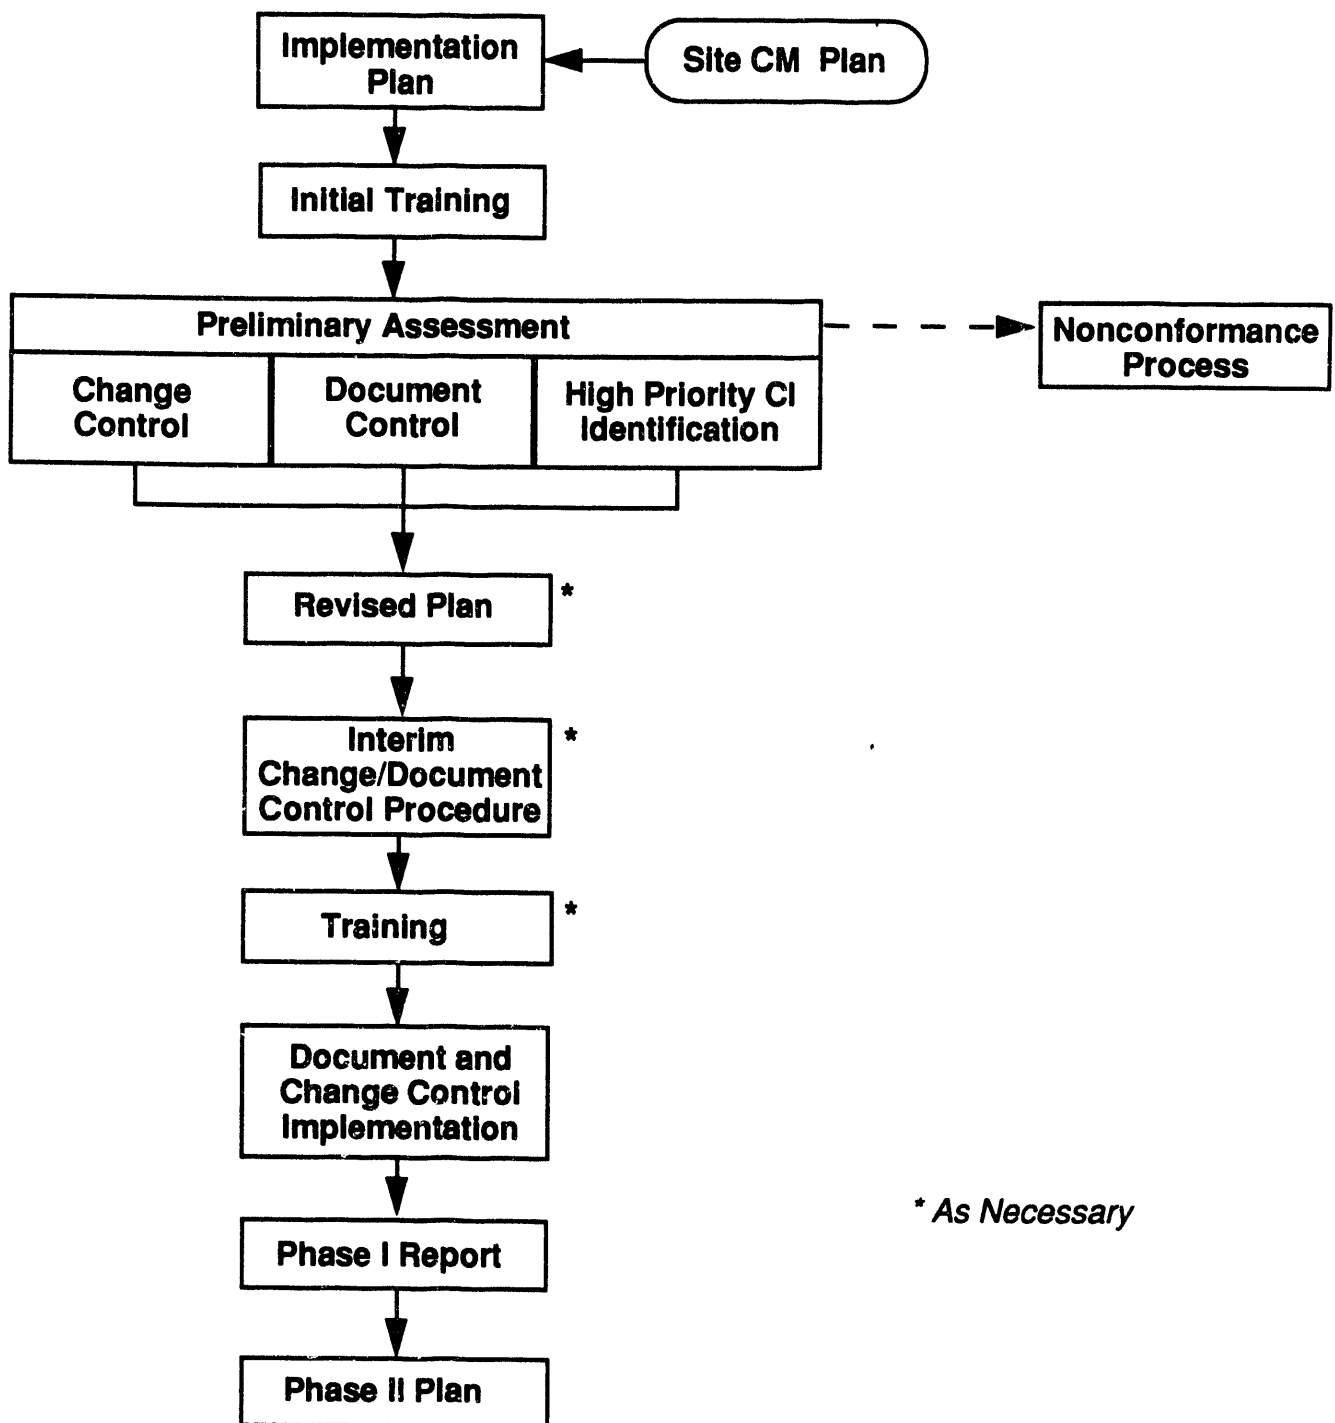 Implementation
Plan
Site CM Plan
Initial Training
Preliminary Assessment
Nonconformance
Process
Change
Control
Document
Control
High Priority CI
Identification
Revised Plan *
Interim *
Change/Document
Control Procedure
Training *
Document and
Change Control
Implementation
* As Necessary
Phase I Report
Phase II Plan